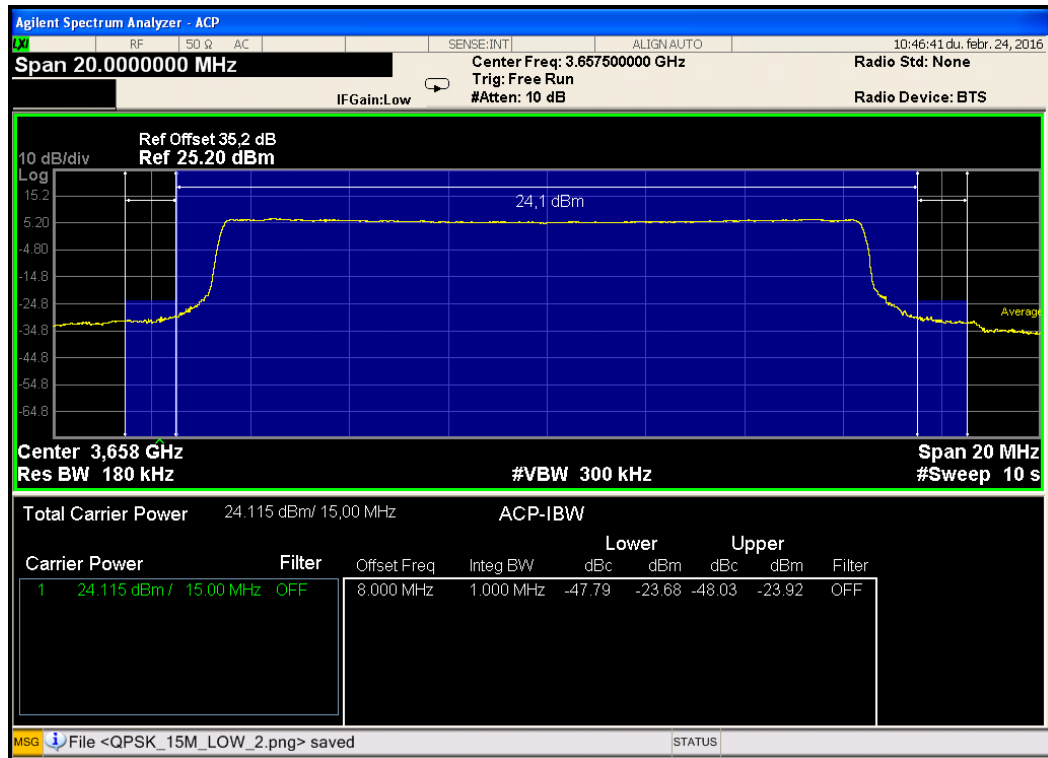 Agilent Spectrum Analyzer - ACP
LXI RF 50 Ω AC SENSE:INT ALIGN AUTO 10:46:41 du. febr. 24, 2016
Span 20.0000000 MHz Center Freq: 3.657500000 GHz Radio Std: None
Trig: Free Run
IFGain:Low #Atten: 10 dB Radio Device: BTS
Ref Offset 35,2 dB
10 dB/div Ref 25.20 dBm
Log
15.2
24,1 dBm
5.20
-4.80
-14.8
-24.8
Average
-34.8
-44.8
-54.8
-64.8
Center 3,658 GHz Span 20 MHz
Res BW 180 kHz #VBW 300 kHz #Sweep 10 s
Total Carrier Power 24.115 dBm/ 15,00 MHz ACP-IBW
Lower Upper
Carrier Power Filter Offset Freq Integ BW dBc dBm dBc dBm Filter
1 24.115 dBm / 15.00 MHz OFF 8.000 MHz 1.000 MHz -47.79 -23.68 -48.03 -23.92 OFF
MSG File <QPSK_15M_LOW_2.png> saved STATUS